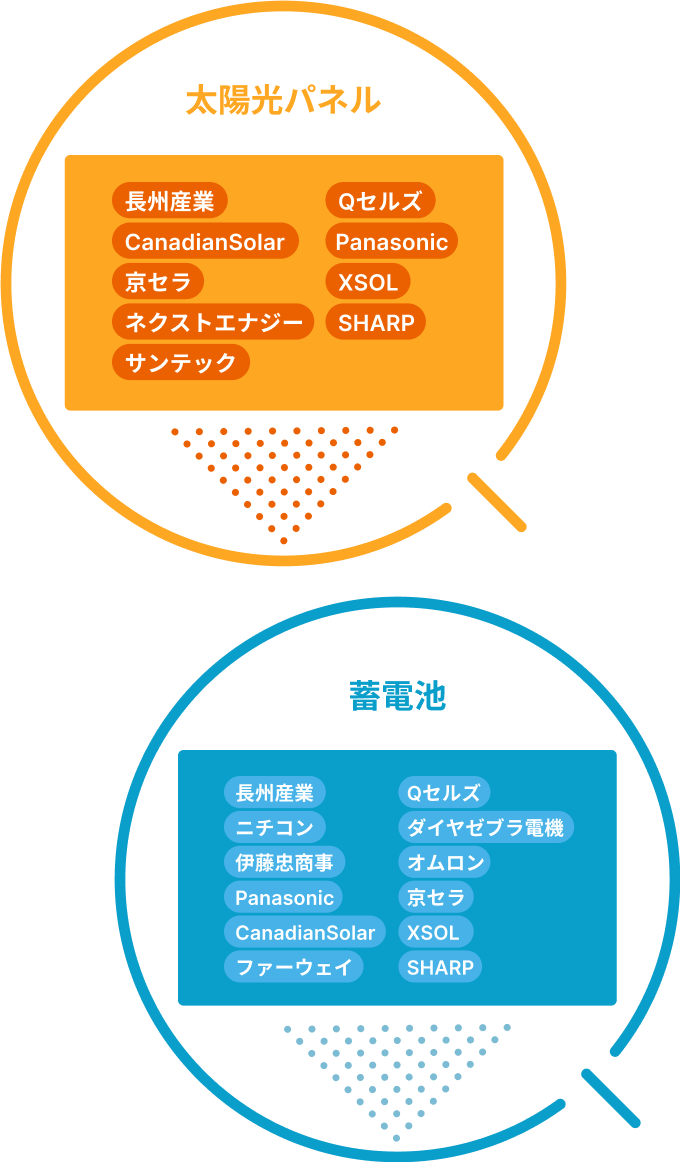 太陽光パネル
長州産業
Qセルズ
CanadianSolar
Panasonic
京セラ
XSOL
ネクストエナジー
SHARP
サンテック
蓄電池
長州産業
Qセルズ
ニチコン
ダイヤゼブラ電機
伊藤忠商事
オムロン
Panasonic
京セラ
CanadianSolar
XSOL
ファーウェイ
SHARP